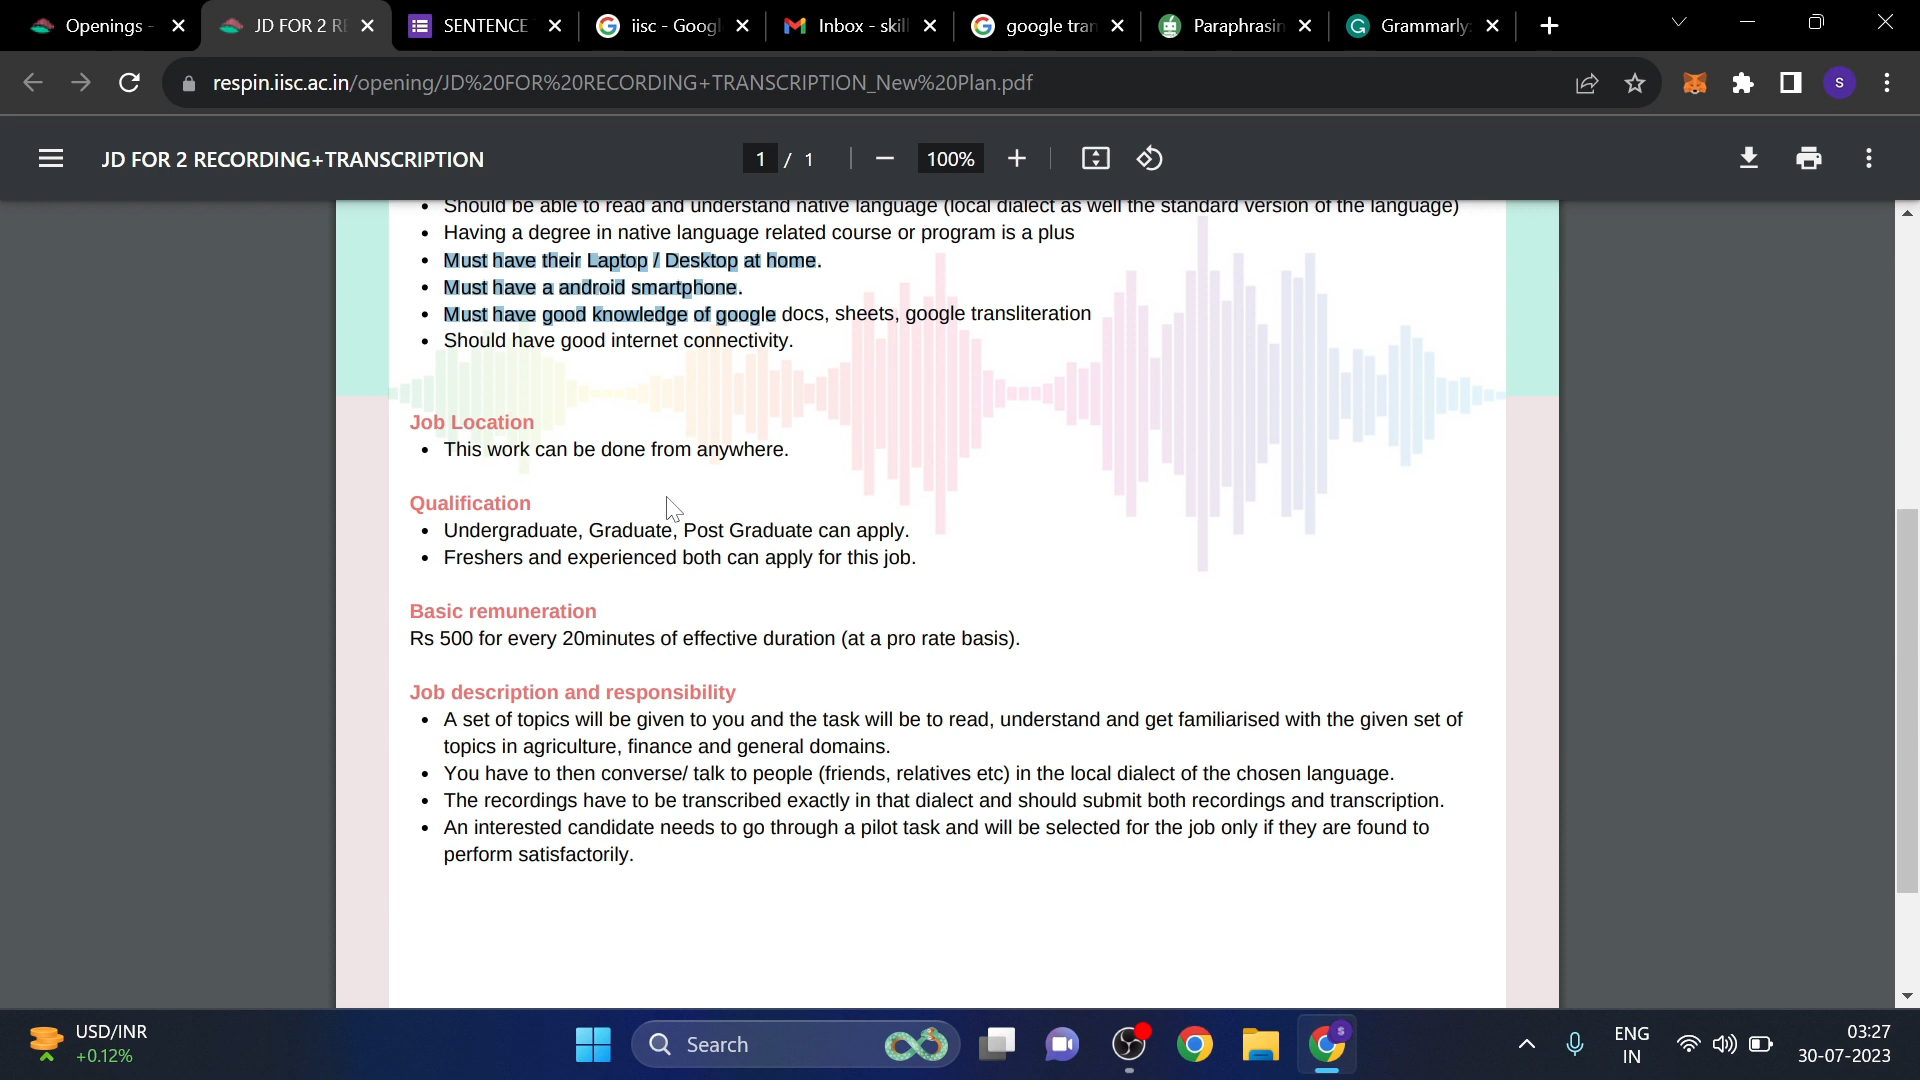 Openings -
JD FOR 2 RE
SENTENCE
iisc - Googl
Inbox - skil
google tran
Paraphrasin
Grammarly:
respin.iisc.ac.in/opening/JD%20FOR%20RECORDING+TRANSCRIPTION_New%20Plan.pdf
S
JD FOR 2 RECORDING+TRANSCRIPTION
1 / 1
100%
• Should be able to read and understand native language (local dialect as well the standard version of the language)
• Having a degree in native language related course or program is a plus
• Must have their Laptop / Desktop at home.
• Must have a android smartphone.
• Must have good knowledge of google docs, sheets, google transliteration
• Should have good internet connectivity.
Job Location
• This work can be done from anywhere.
Qualification
• Undergraduate, Graduate, Post Graduate can apply.
• Freshers and experienced both can apply for this job.
Basic remuneration
Rs 500 for every 20minutes of effective duration (at a pro rate basis).
Job description and responsibility
• A set of topics will be given to you and the task will be to read, understand and get familiarised with the given set of
topics in agriculture, finance and general domains.
• You have to then converse/ talk to people (friends, relatives etc) in the local dialect of the chosen language.
• The recordings have to be transcribed exactly in that dialect and should submit both recordings and transcription.
• An interested candidate needs to go through a pilot task and will be selected for the job only if they are found to
perform satisfactorily.
USD/INR
+0.12%
Search
S
ENG
IN
03:27
30-07-2023